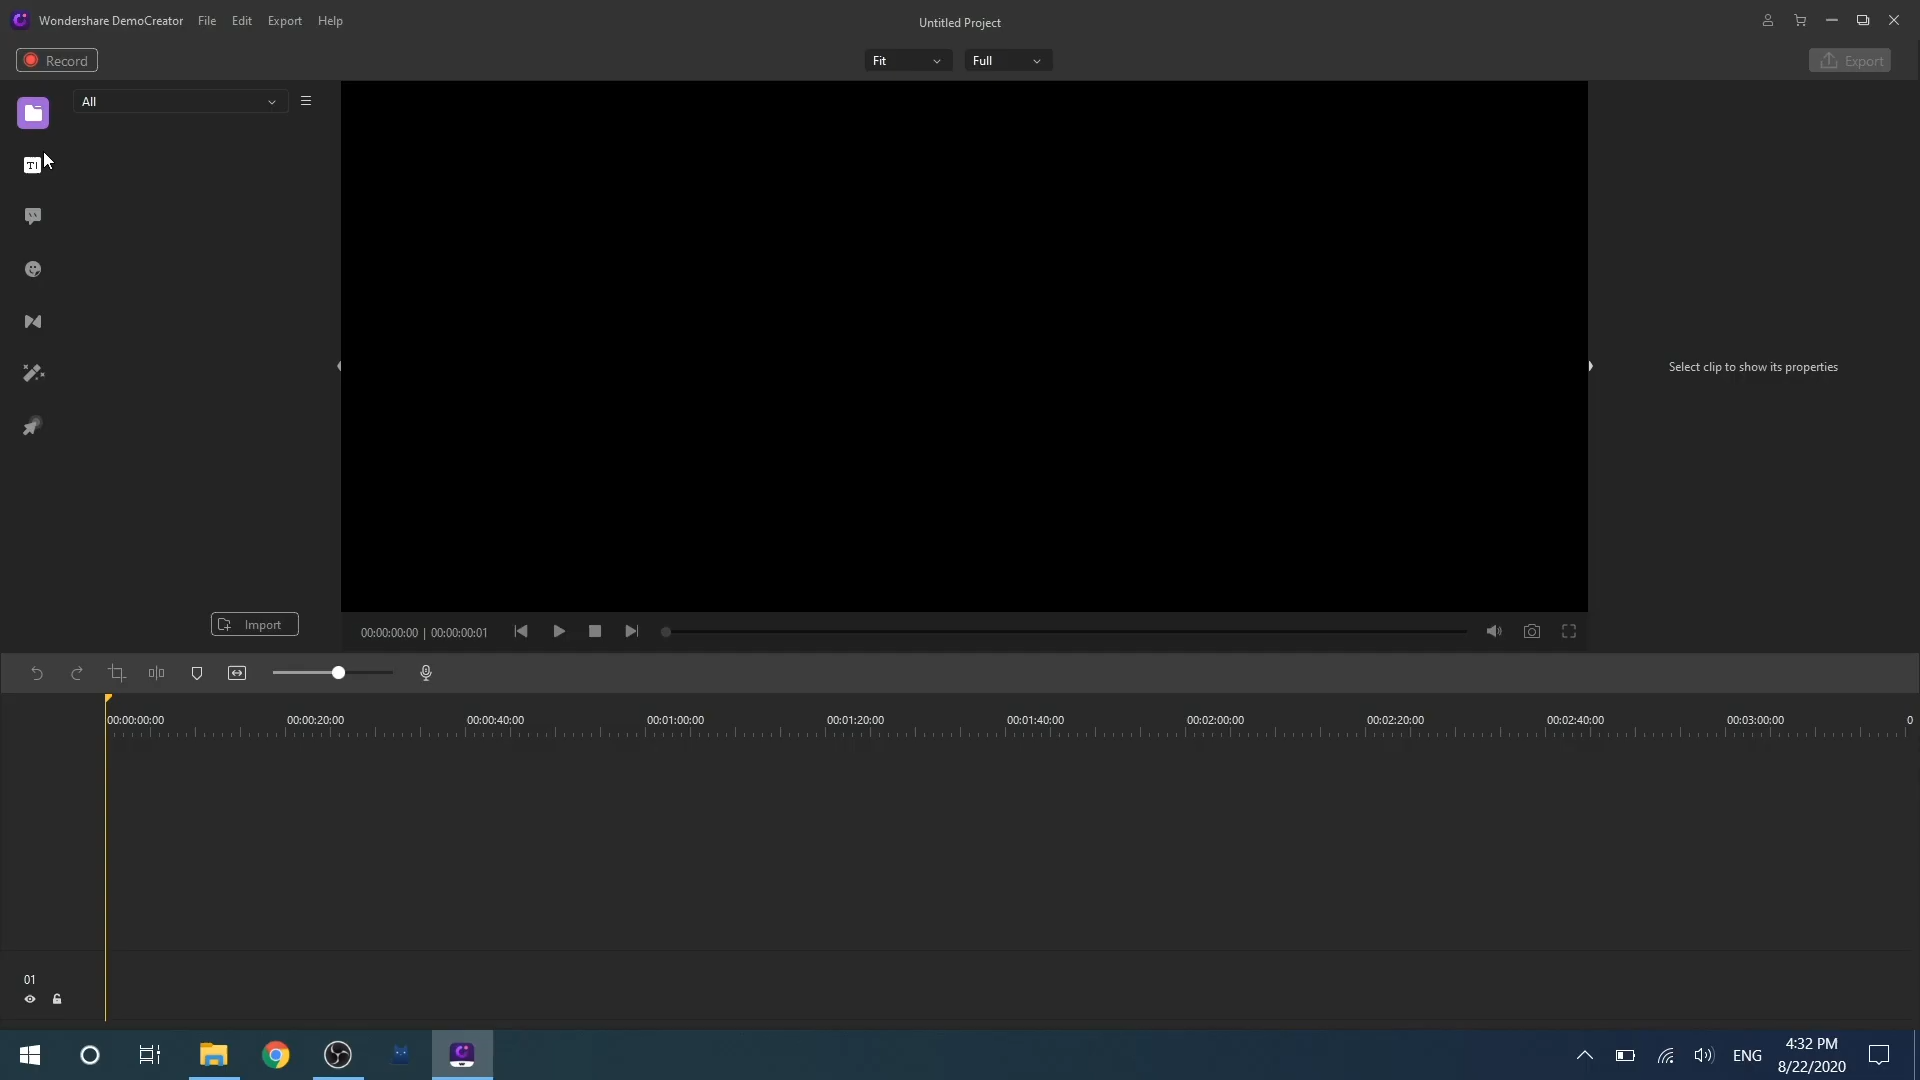 Wondershare DemoCreator File Edit Export Help
Untitled Project
Record
Fit
Full
Export
All
TI
Select clip to show its properties
Import
00:00:00:00 | 00:00:00:01
00:00:00:00 00:00:20:00 00:00:40:00 00:01:00:00 00:01:20:00 00:01:40:00 00:02:00:00 00:02:20:00 00:02:40:00 00:03:00:00 0
01
ENG
4:32 PM
8/22/2020